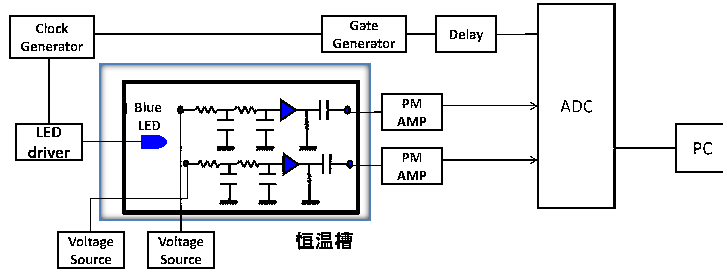 Clock
Generator
Gate
Generator
Delay
ADC
Blue
LED
PM
AMP
LED
driver
PC
PM
AMP
Voltage
Source
Voltage
Source
恒温槽